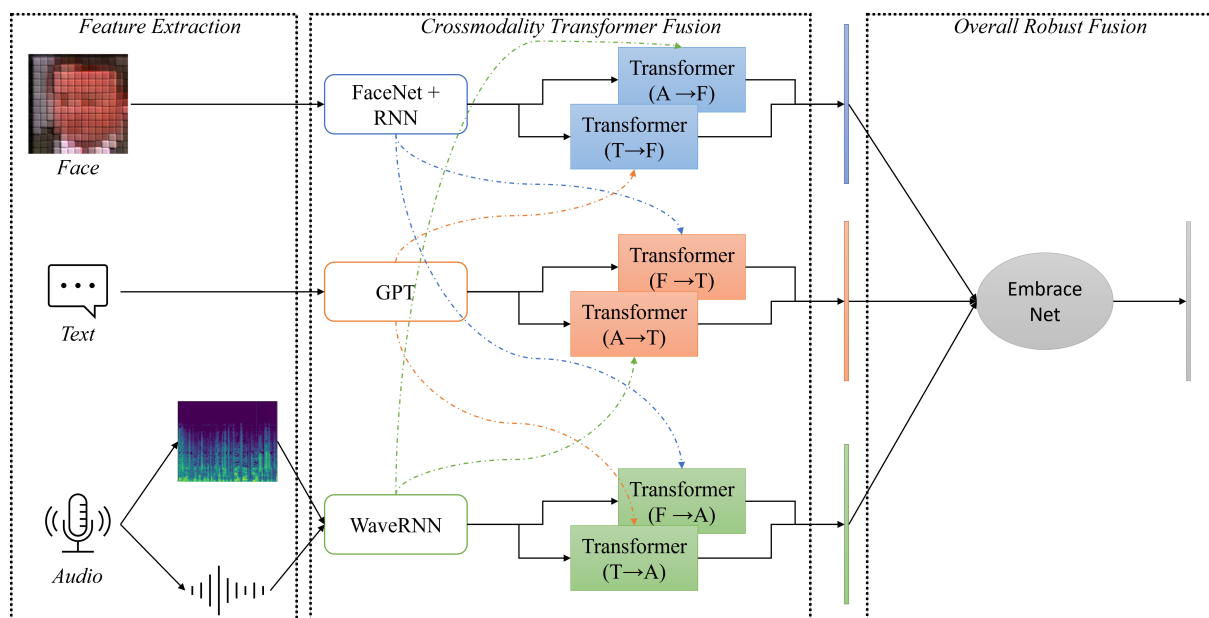 Feature Extraction
Crossmodality Transformer Fusion
Overall Robust Fusion
Face
FaceNet +
RNN
Transformer
(A →F)
Transformer
(T→F)
Text
GPT
Transformer
(F →T)
Transformer
(A→T)
Embrace
Net
Audio
WaveRNN
Transformer
(F →A)
Transformer
(T→A)